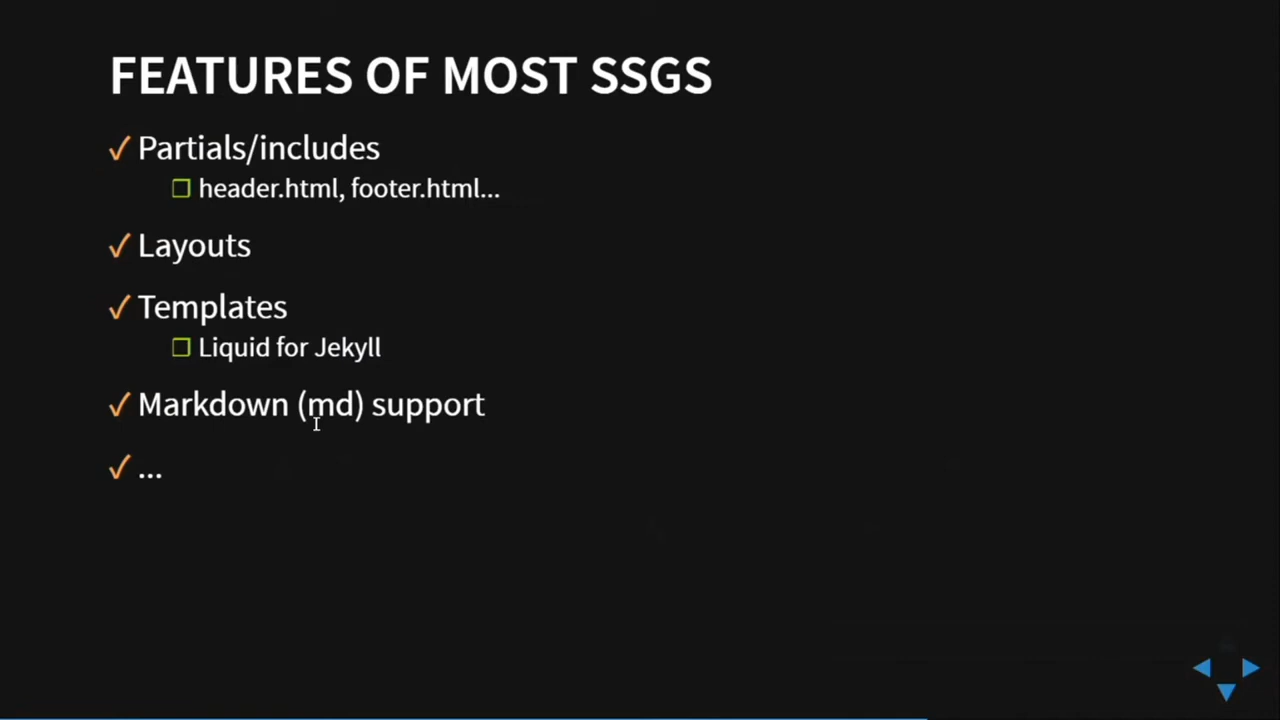 FEATURES OF MOST SSGS
✓ Partials/includes
❒ header.html, footer.html...
✓ Layouts
✓ Templates
❒ Liquid for Jekyll
✓ Markdown (md) support
✓ ...